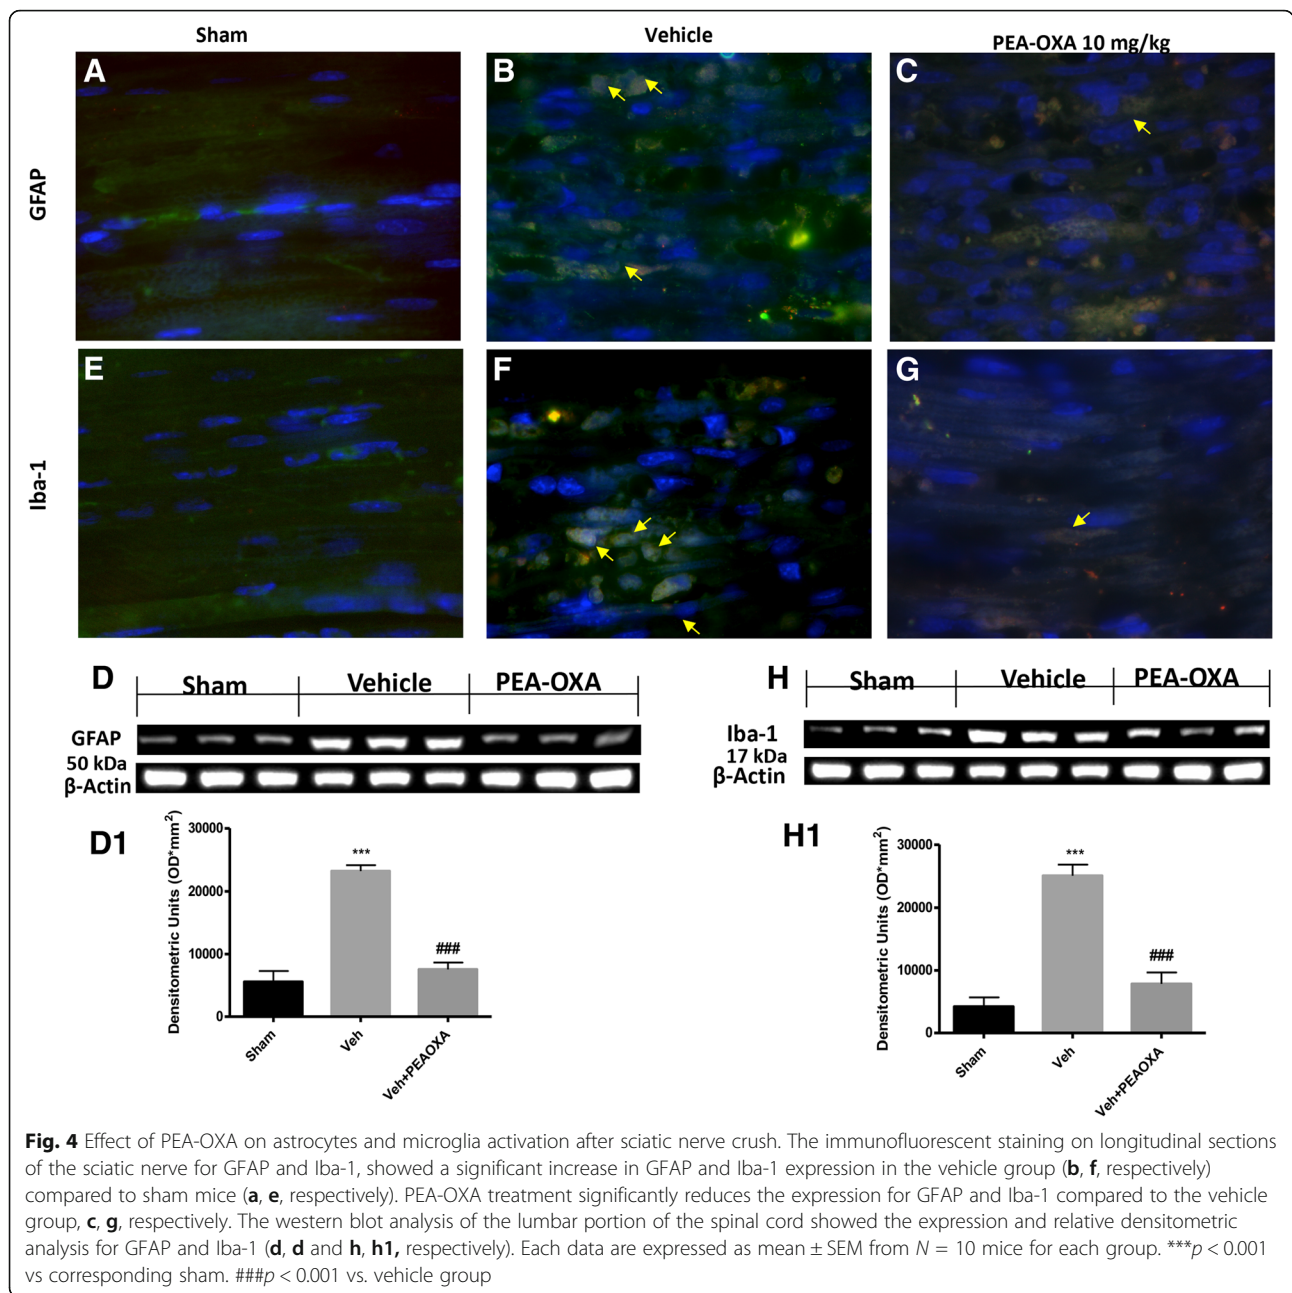 Sham
Vehicle
PEA-OXA 10 mg/kg
GFAP
A
B
C
Iba-1
E
F
G
D
Sham
Vehicle
PEA-OXA
GFAP
50 kDa
β-Actin
H
Sham
Vehicle
PEA-OXA
Iba-1
17 kDa
β-Actin
D1
Densitometric Units (OD*mm²)
30000
20000
10000
0
***
###
Sham
Veh
Veh+PEAOXA
H1
Densitometric Units (OD*mm²)
30000
20000
10000
0
***
###
Sham
Veh
Veh+PEAOXA
Fig. 4 Effect of PEA-OXA on astrocytes and microglia activation after sciatic nerve crush. The immunofluorescent staining on longitudinal sections
of the sciatic nerve for GFAP and Iba-1, showed a significant increase in GFAP and Iba-1 expression in the vehicle group (b, f, respectively)
compared to sham mice (a, e, respectively). PEA-OXA treatment significantly reduces the expression for GFAP and Iba-1 compared to the vehicle
group, c, g, respectively. The western blot analysis of the lumbar portion of the spinal cord showed the expression and relative densitometric
analysis for GFAP and Iba-1 (d, d and h, h1, respectively). Each data are expressed as mean ± SEM from N = 10 mice for each group. ***p < 0.001
vs corresponding sham. ###p < 0.001 vs. vehicle group